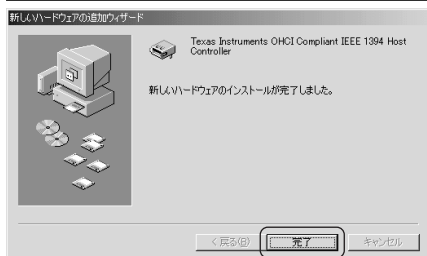 新しいハードウェアの追加ウィザード
Texas Instruments OHCI Compliant IEEE 1394 Host
Controller
新しいハードウェアのインストールが完了しました。
< 戻る(B)
完了
キャンセル